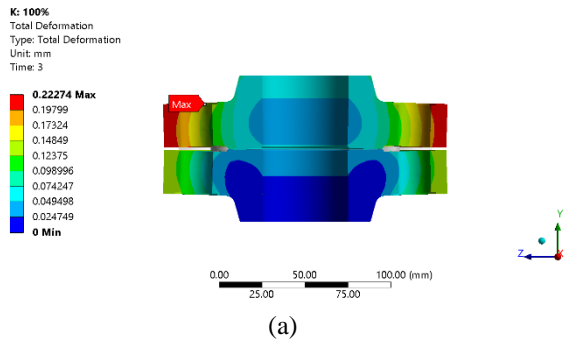 K: 100%
Total Deformation
Type: Total Deformation
Unit: mm
Time: 3
0.22274 Max
0.19799
0.17324
0.14849
0.12375
0.098996
0.074247
0.049498
0.024749
0 Min
Max
Y
Z
X
0.00 50.00 100.00 (mm)
25.00 75.00
(a)